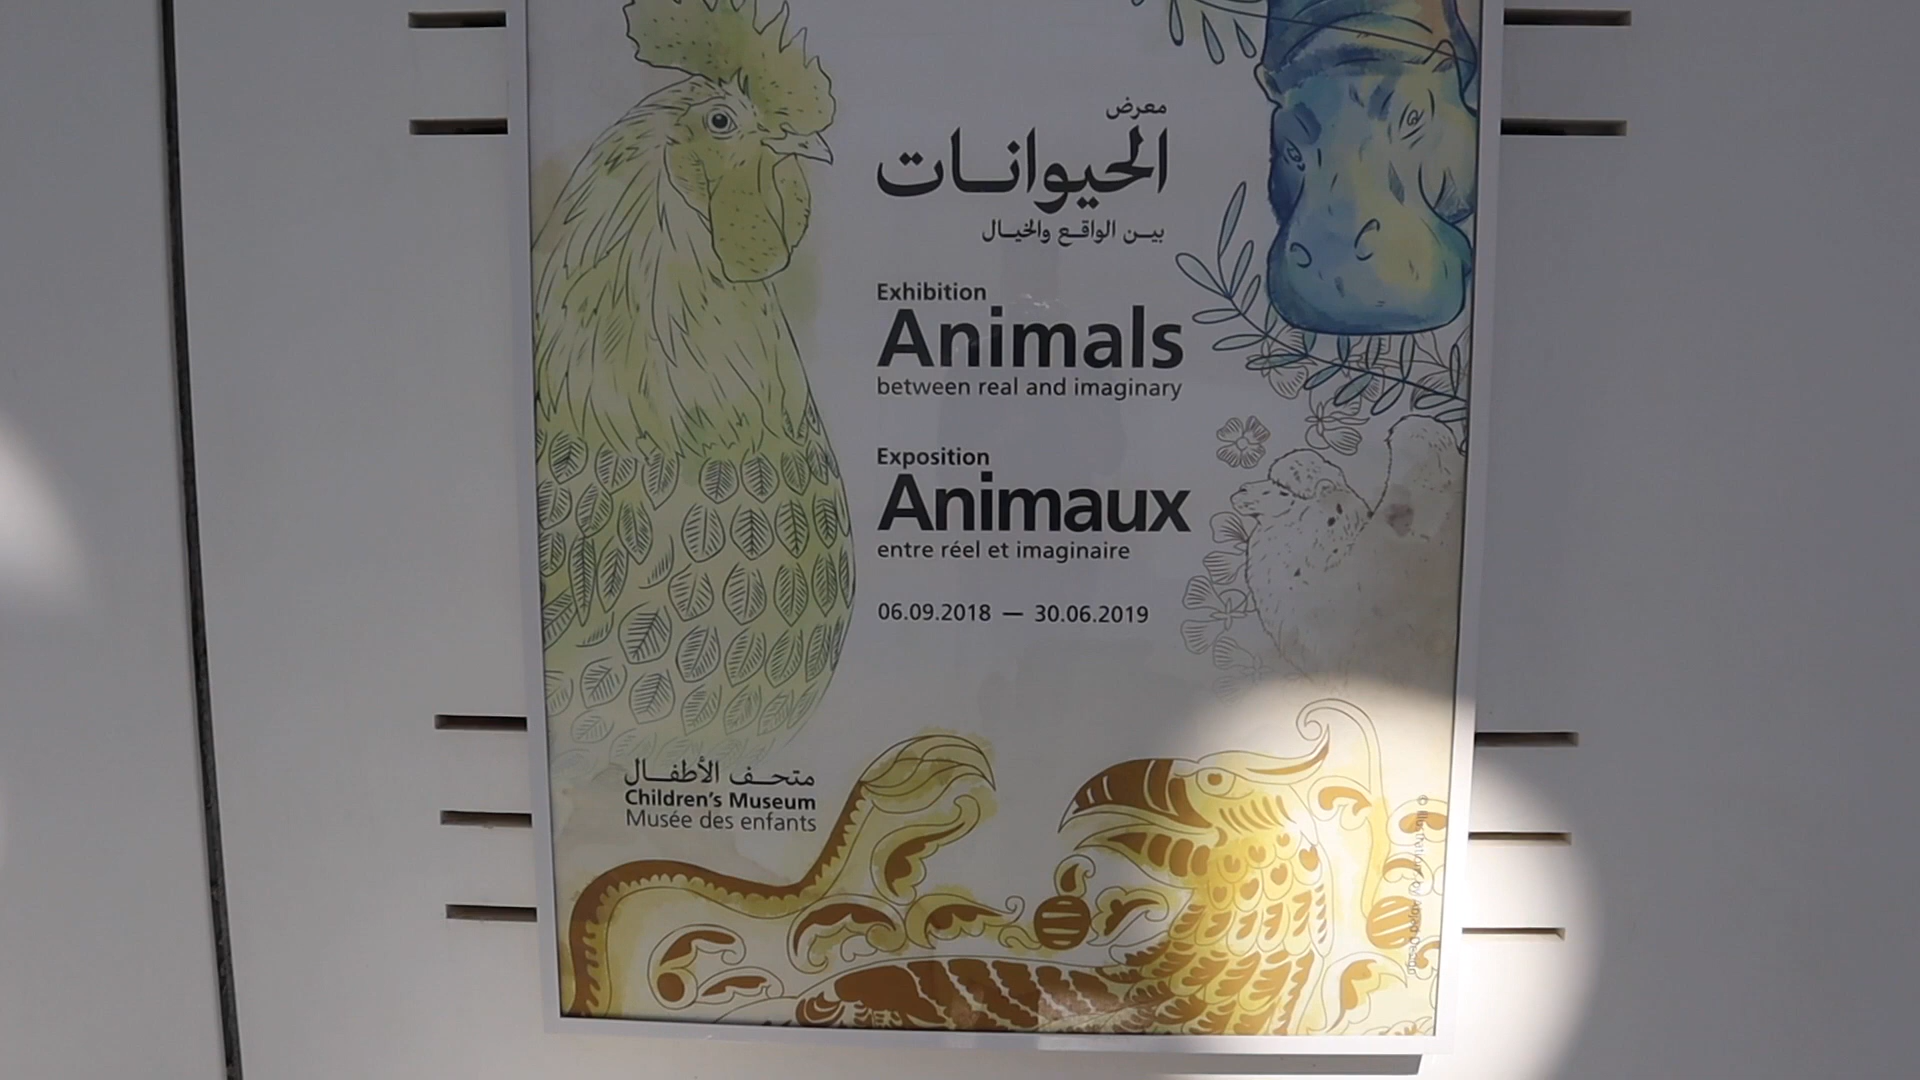 معرض
الحيوانات
بين الواقع والخيال
Exhibition
Animals
between real and imaginary
Exposition
Animaux
entre réel et imaginaire
06.09.2018 — 30.06.2019
متحف الأطفال
Children's Museum
Musée des enfants